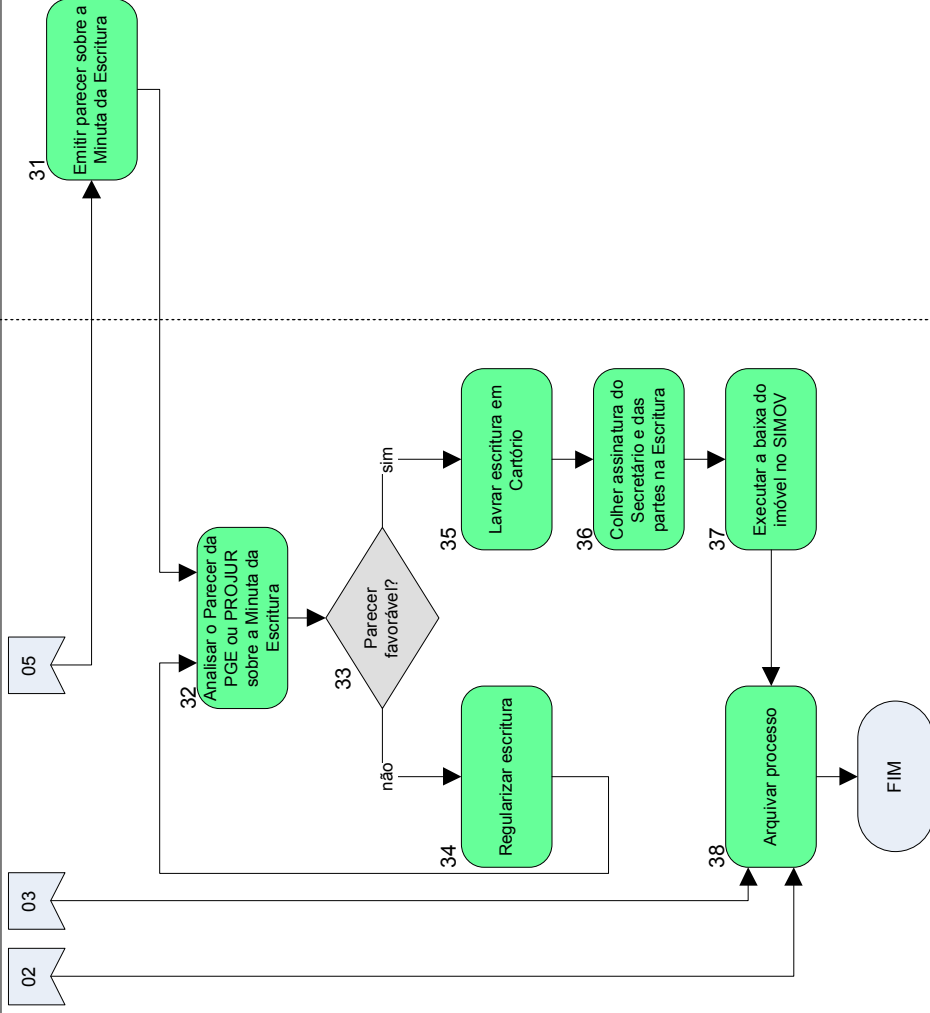 02
03
05
31
Emitir parecer sobre a
Minuta da Escritura
32
Analisar o Parecer da
PGE ou PROJUR
sobre a Minuta da
Escritura
33
Parecer
favorável?
não
sim
34
Regularizar escritura
35
Lavrar escritura em
Cartório
36
Colher assinatura do
Secretário e das
partes na Escritura
37
Executar a baixa do
imóvel no SIMOV
38
Arquivar processo
FIM